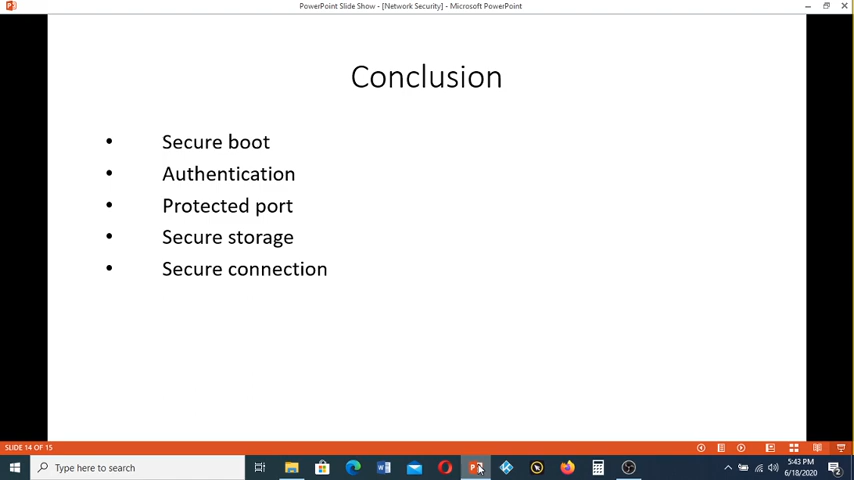 PowerPoint Slide Show - [Network Security] - Microsoft PowerPoint
Conclusion
• Secure boot
• Authentication
• Protected port
• Secure storage
• Secure connection
SLIDE 14 OF 15
Type here to search
5:43 PM
6/18/2020
2